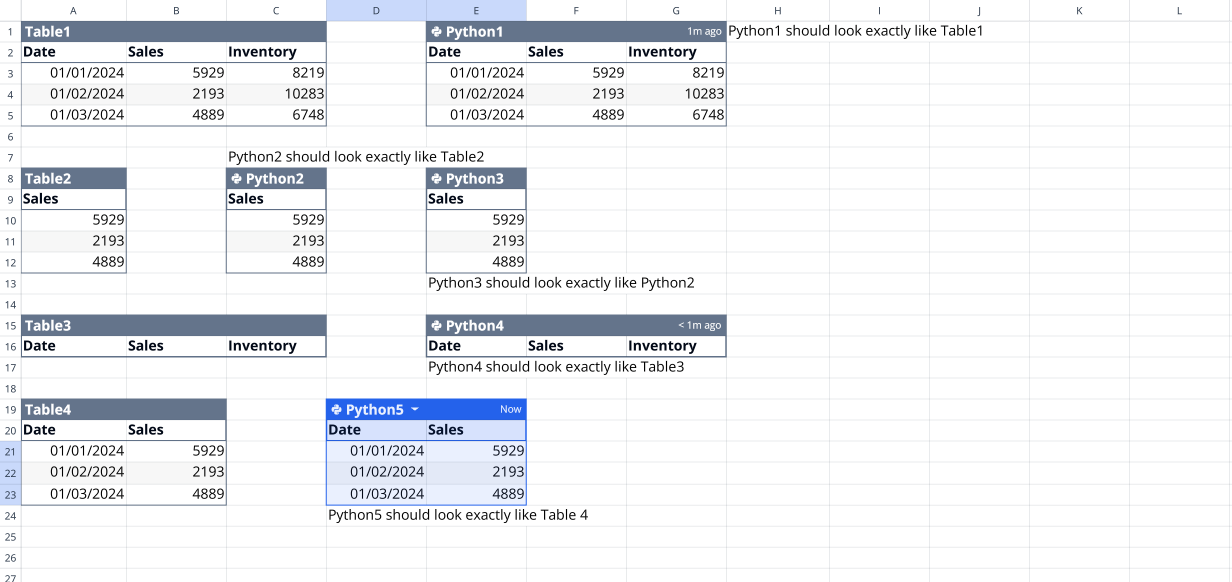 A B C D E F G H I J K L
1 Table1 Python1 1m ago Python1 should look exactly like Table1
2 Date Sales Inventory Date Sales Inventory
3 01/01/2024 5929 8219 01/01/2024 5929 8219
4 01/02/2024 2193 10283 01/02/2024 2193 10283
5 01/03/2024 4889 6748 01/03/2024 4889 6748
6
7 Python2 should look exactly like Table2
8 Table2 Python2 Python3
9 Sales Sales Sales
10 5929 5929 5929
11 2193 2193 2193
12 4889 4889 4889
13 Python3 should look exactly like Python2
14
15 Table3 Python4 < 1m ago
16 Date Sales Inventory Date Sales Inventory
17 Python4 should look exactly like Table3
18
19 Table4 Python5 Now
20 Date Sales Date Sales
21 01/01/2024 5929 01/01/2024 5929
22 01/02/2024 2193 01/02/2024 2193
23 01/03/2024 4889 01/03/2024 4889
24 Python5 should look exactly like Table 4
25
26
27